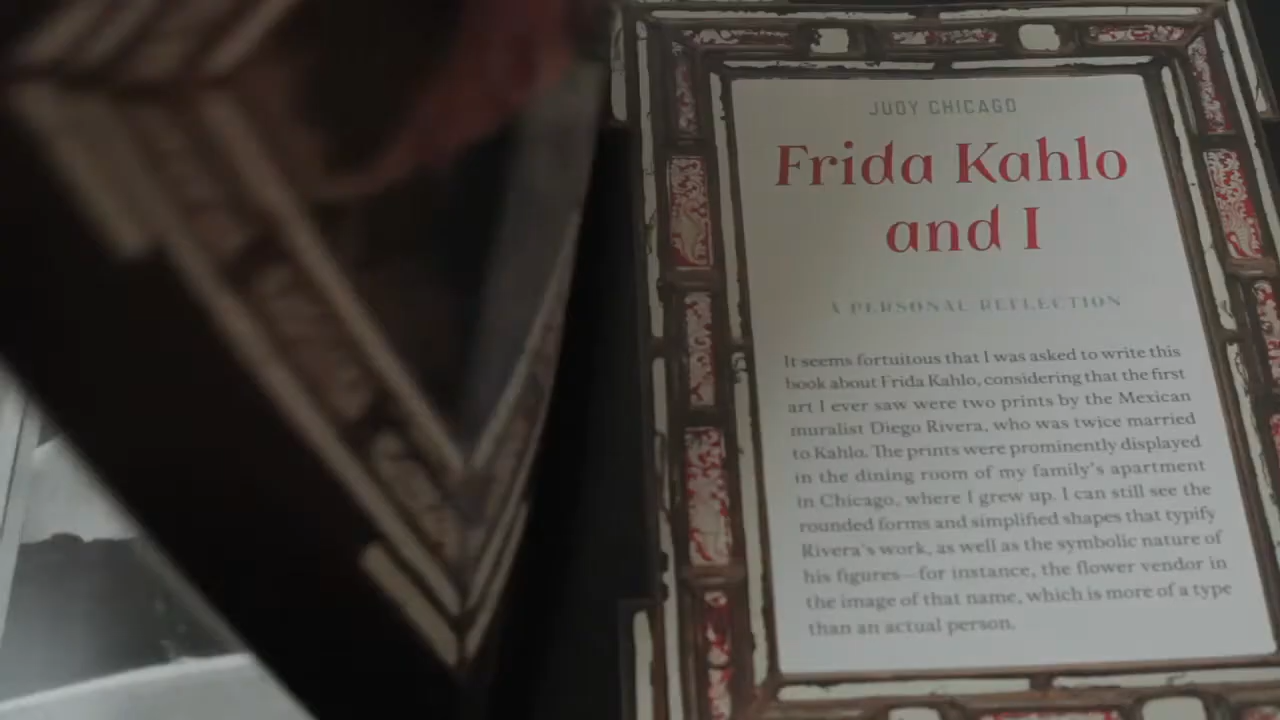 JUDY CHICAGO
Frida Kahlo
and I
A PERSONAL REFLECTION
It seems fortuitous that I was asked to write this
book about Frida Kahlo, considering that the first
art I ever saw were two prints by the Mexican
muralist Diego Rivera, who was twice married
to Kahlo. The prints were prominently displayed
in the dining room of my family's apartment
in Chicago, where I grew up. I can still see the
rounded forms and simplified shapes that typify
Rivera's work, as well as the symbolic nature of
his figures—for instance, the flower vendor in
the image of that name, which is more of a type
than an actual person.